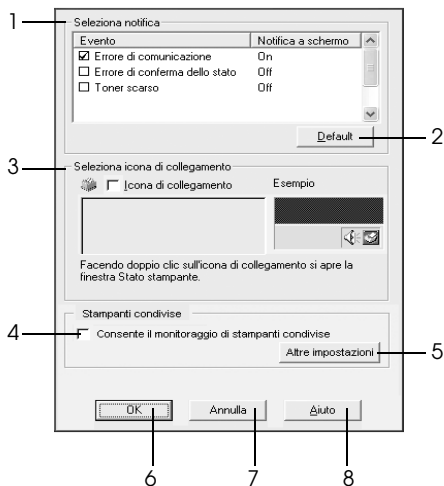 1
Seleziona notifica
Evento Notifica a schermo
Errore di comunicazione On
Errore di conferma dello stato Off
Toner scarso Off
Default
2
3
Seleziona icona di collegamento
Icona di collegamento Esempio
Facendo doppio clic sull'icona di collegamento si apre la
finestra Stato stampante.
Stampanti condivise
4
Consente il monitoraggio di stampanti condivise
Altre impostazioni
5
OK Annulla Aiuto
6 7 8